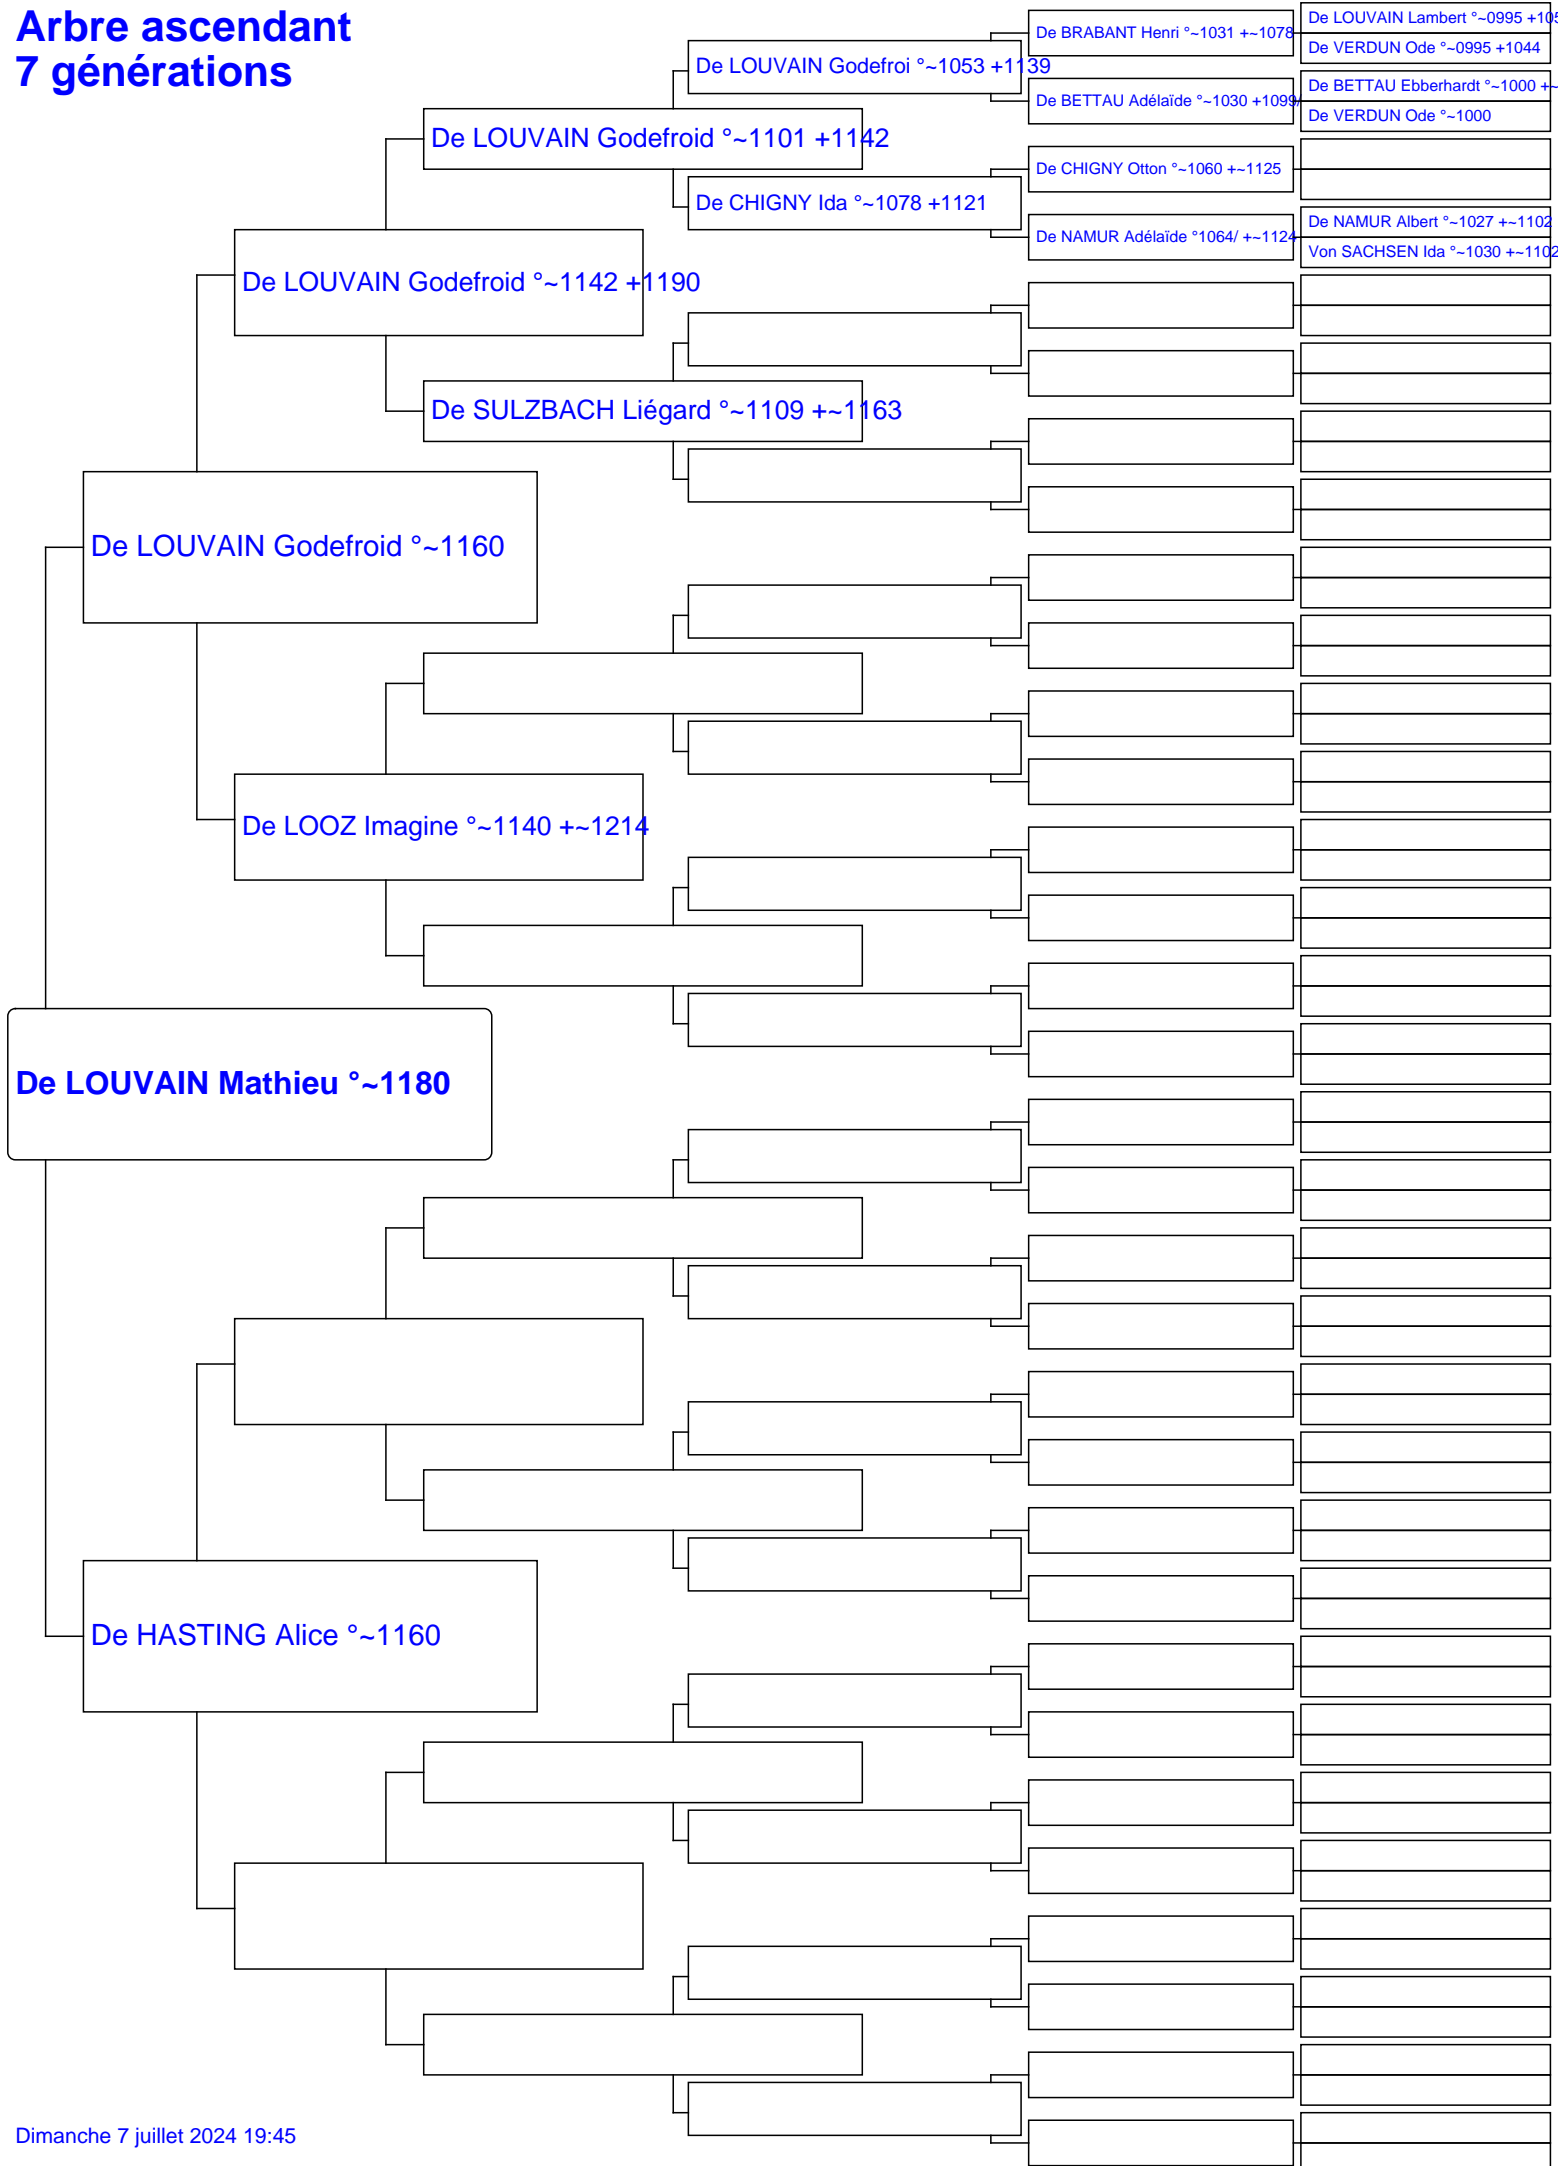 Arbre ascendant
7 générations
De LOUVAIN Lambert °~0995 +105
De BRABANT Henri °~1031 +~1078
De VERDUN Ode °~0995 +1044
De LOUVAIN Godefroi °~1053 +1139
De BETTAU Ebberhardt °~1000 +~
De BETTAU Adélaïde °~1030 +1099/
De VERDUN Ode °~1000
De LOUVAIN Godefroid °~1101 +1142
De CHIGNY Otton °~1060 +~1125
De CHIGNY Ida °~1078 +1121
De NAMUR Albert °~1027 +~1102
De NAMUR Adélaïde °1064/ +~1124
Von SACHSEN Ida °~1030 +~1102
De LOUVAIN Godefroid °~1142 +1190
De SULZBACH Liégard °~1109 +~1163
De LOUVAIN Godefroid °~1160
De LOOZ Imagine °~1140 +~1214
De LOUVAIN Mathieu °~1180
De HASTING Alice °~1160
Dimanche 7 juillet 2024 19:45